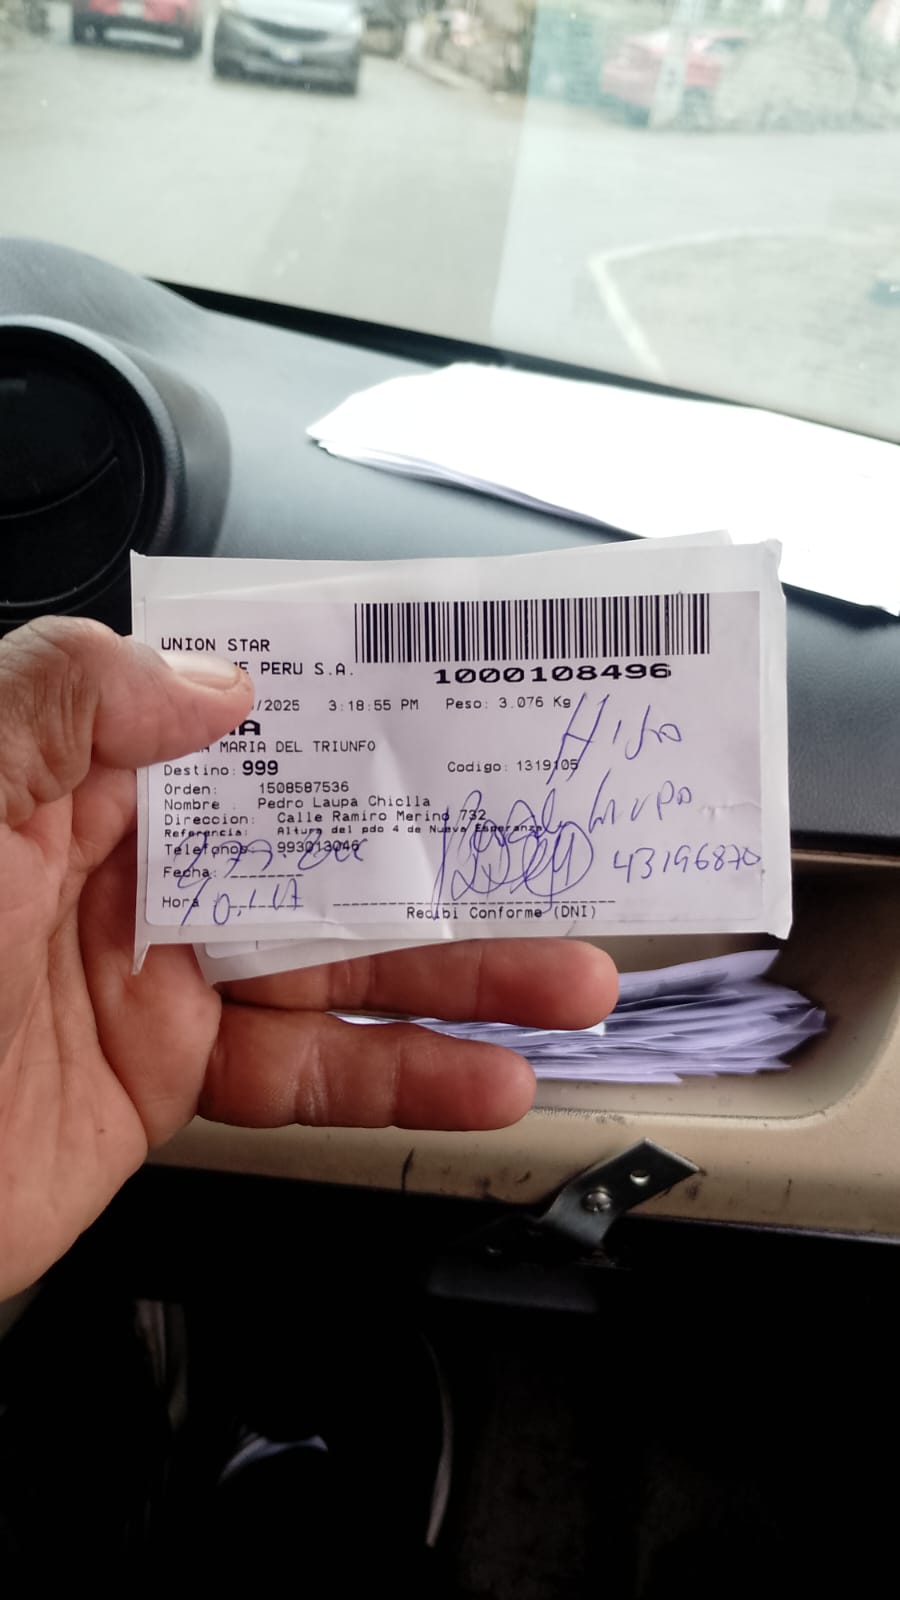 UNION STAR
PERU S.A.
1000108496
/2025 3:18:55 PM Peso: 3.076 Kg
MARIA DEL TRIUNFO
Destino: 999 Codigo: 1319105
Orden: 1508587536
Nombre : Pedro Laupa Chiclla
Direccion: Calle Ramiro Merino 732
Referencia: Altura del pdo 4 de Nueva Esperanza
Telefonos 993013046
Fecha:
43196870
Hora
Recibi Conforme (DNI)